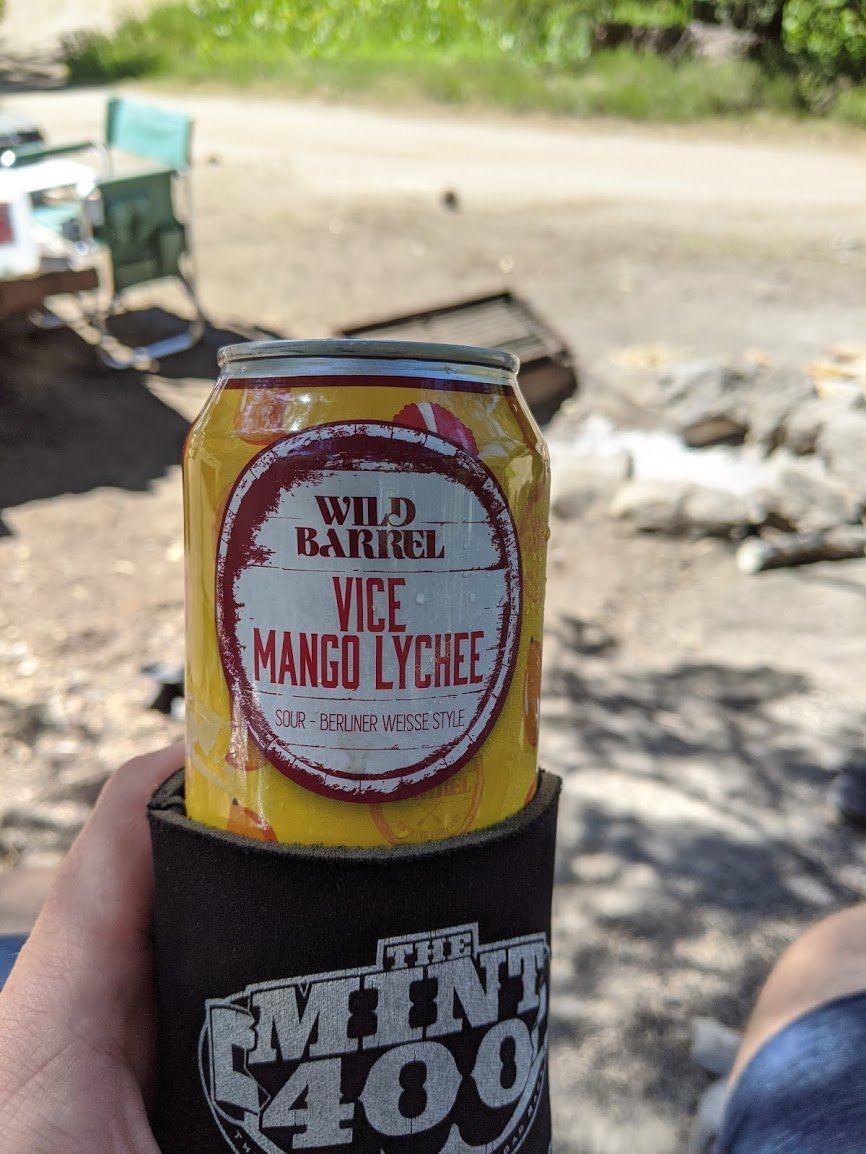 WILD
BARREL
VICE
MANGO LYCHEE
SOUR - BERLINER WEISSE STYLE
THE
MINT
400